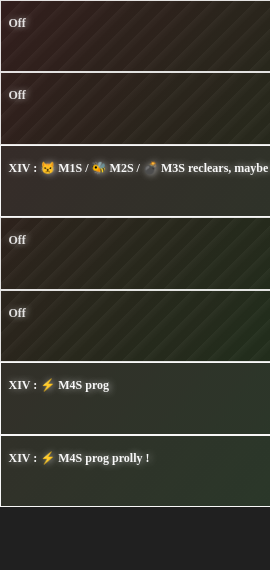 Off
Off
XIV : 🐱 M1S / 🐝 M2S / 💣 M3S reclears, maybe
Off
Off
XIV : ⚡ M4S prog
XIV : ⚡ M4S prog prolly !